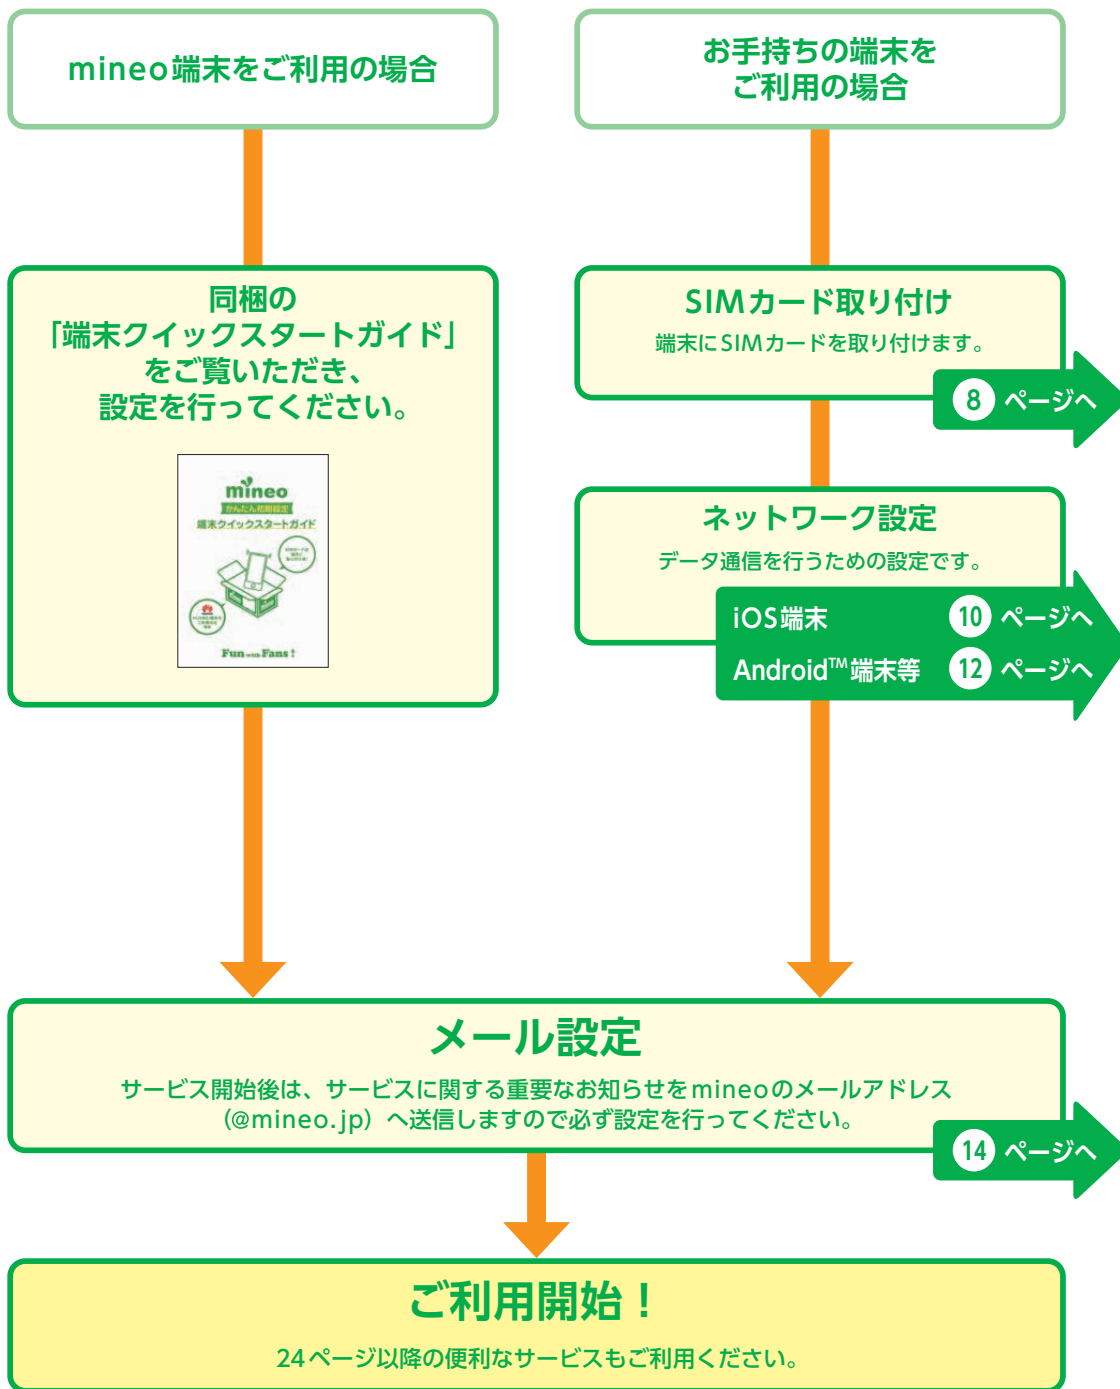 mineo端末をご利用の場合
お手持ちの端末を
ご利用の場合
同梱の
「端末クイックスタートガイド」
をご覧いただき、
設定を行ってください。
mineo
かんたん初期設定
端末クイックスタートガイド
Fun with Fans!
SIMカード取り付け
端末にSIMカードを取り付けます。
8 ページへ
ネットワーク設定
データ通信を行うための設定です。
iOS端末 10 ページへ
Android™端末等 12 ページへ
メール設定
サービス開始後は、サービスに関する重要なお知らせをmineoのメールアドレス
(@mineo.jp) へ送信しますので必ず設定を行ってください。
14 ページへ
ご利用開始！
24ページ以降の便利なサービスもご利用ください。